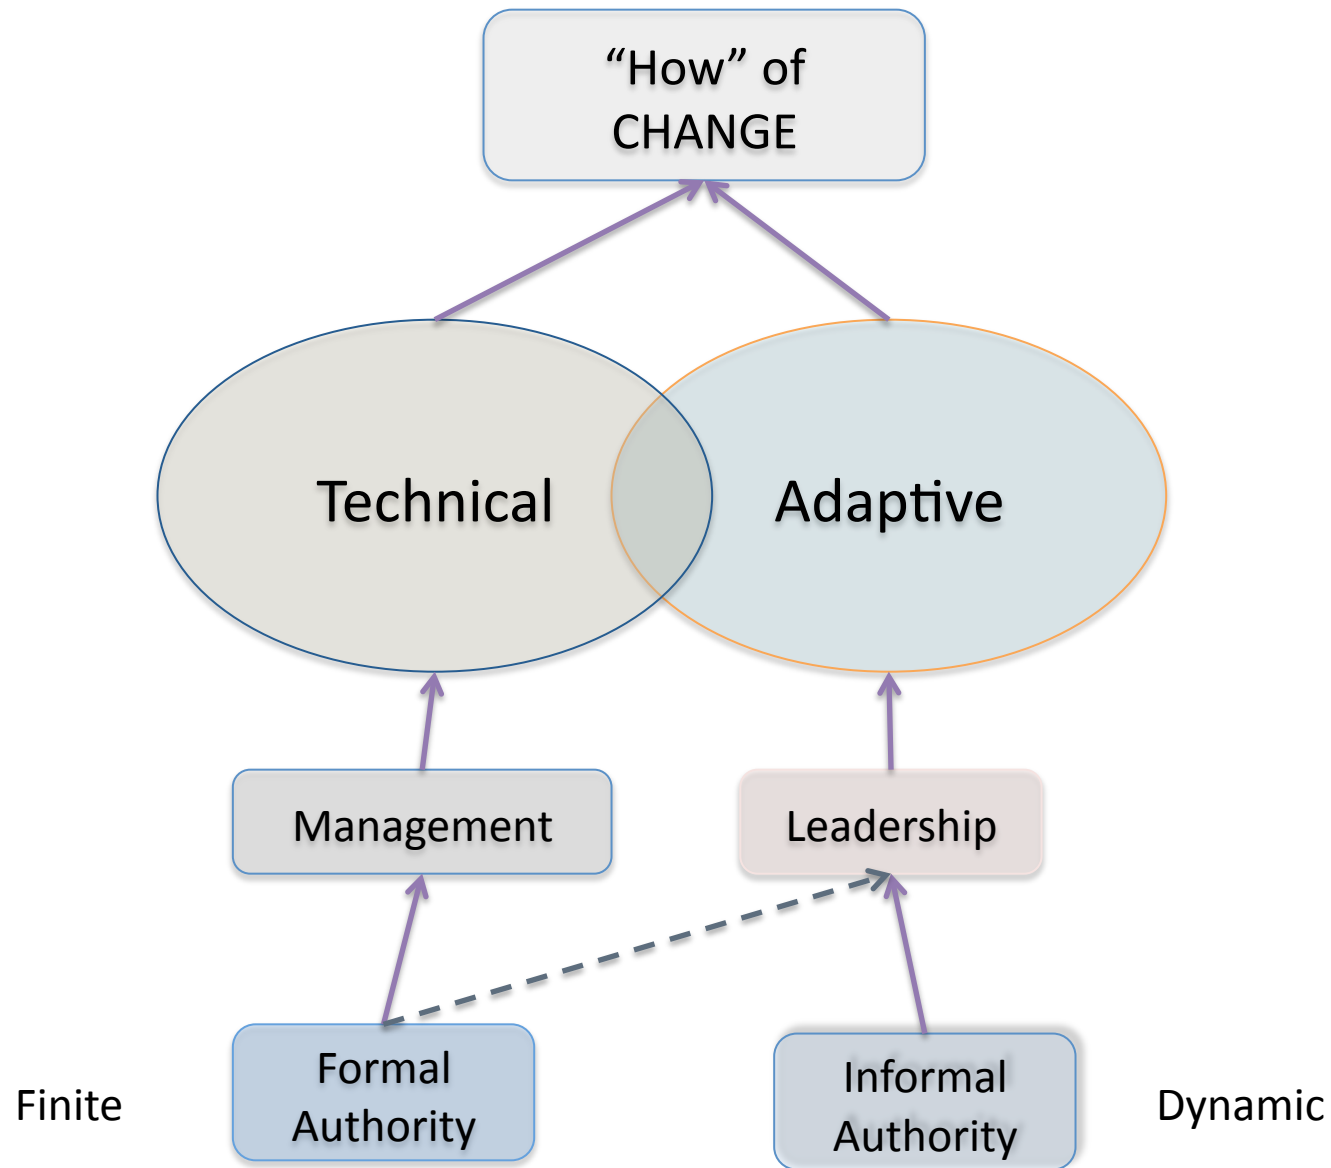 “How” of
CHANGE
Technical
Adaptive
Management
Leadership
Formal
Authority
Informal
Authority
Finite
Dynamic